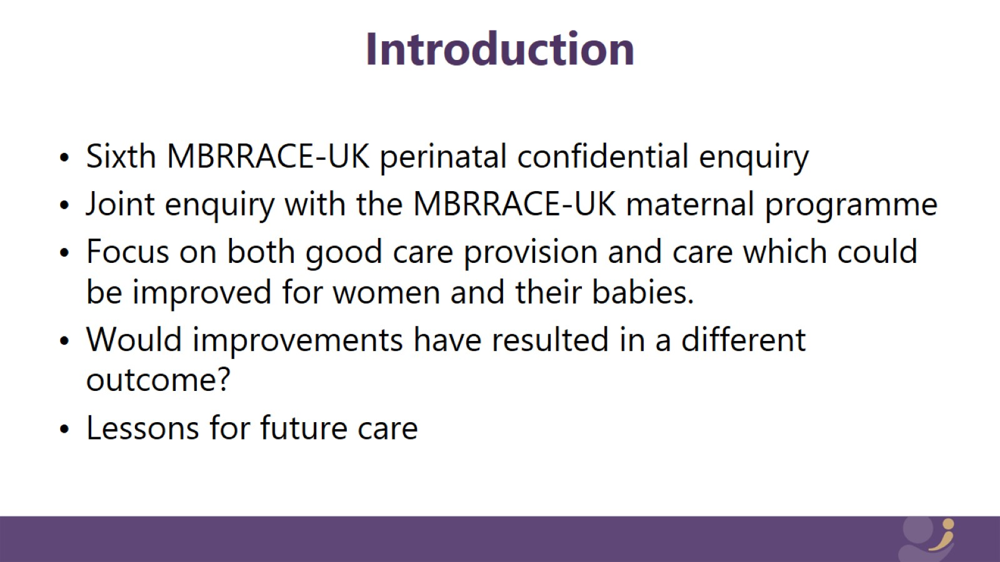 Introduction
• Sixth MBRRACE-UK perinatal confidential enquiry
• Joint enquiry with the MBRRACE-UK maternal programme
• Focus on both good care provision and care which could
be improved for women and their babies.
• Would improvements have resulted in a different
outcome?
• Lessons for future care